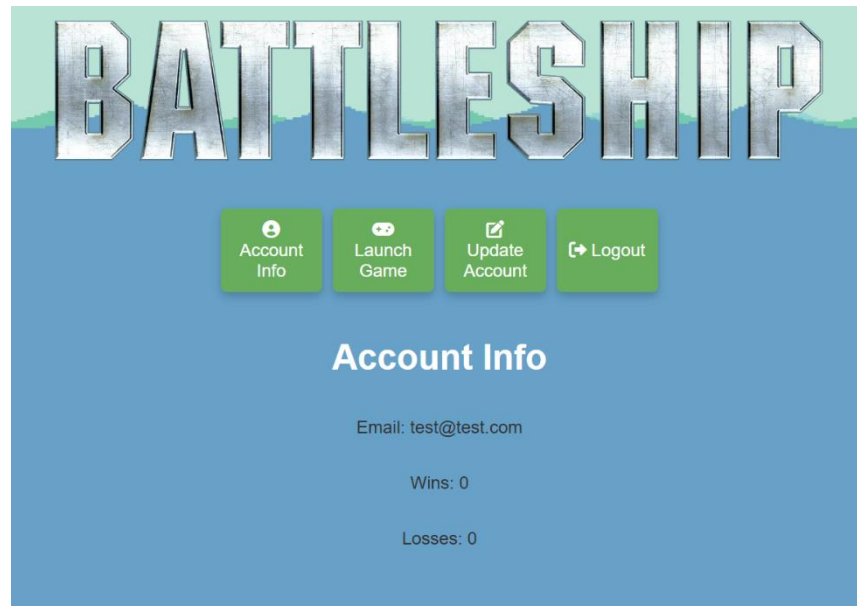 BATTLESHIP
Account
Info
Launch
Game
Update
Account
Logout
Account Info
Email: test@test.com
Wins: 0
Losses: 0